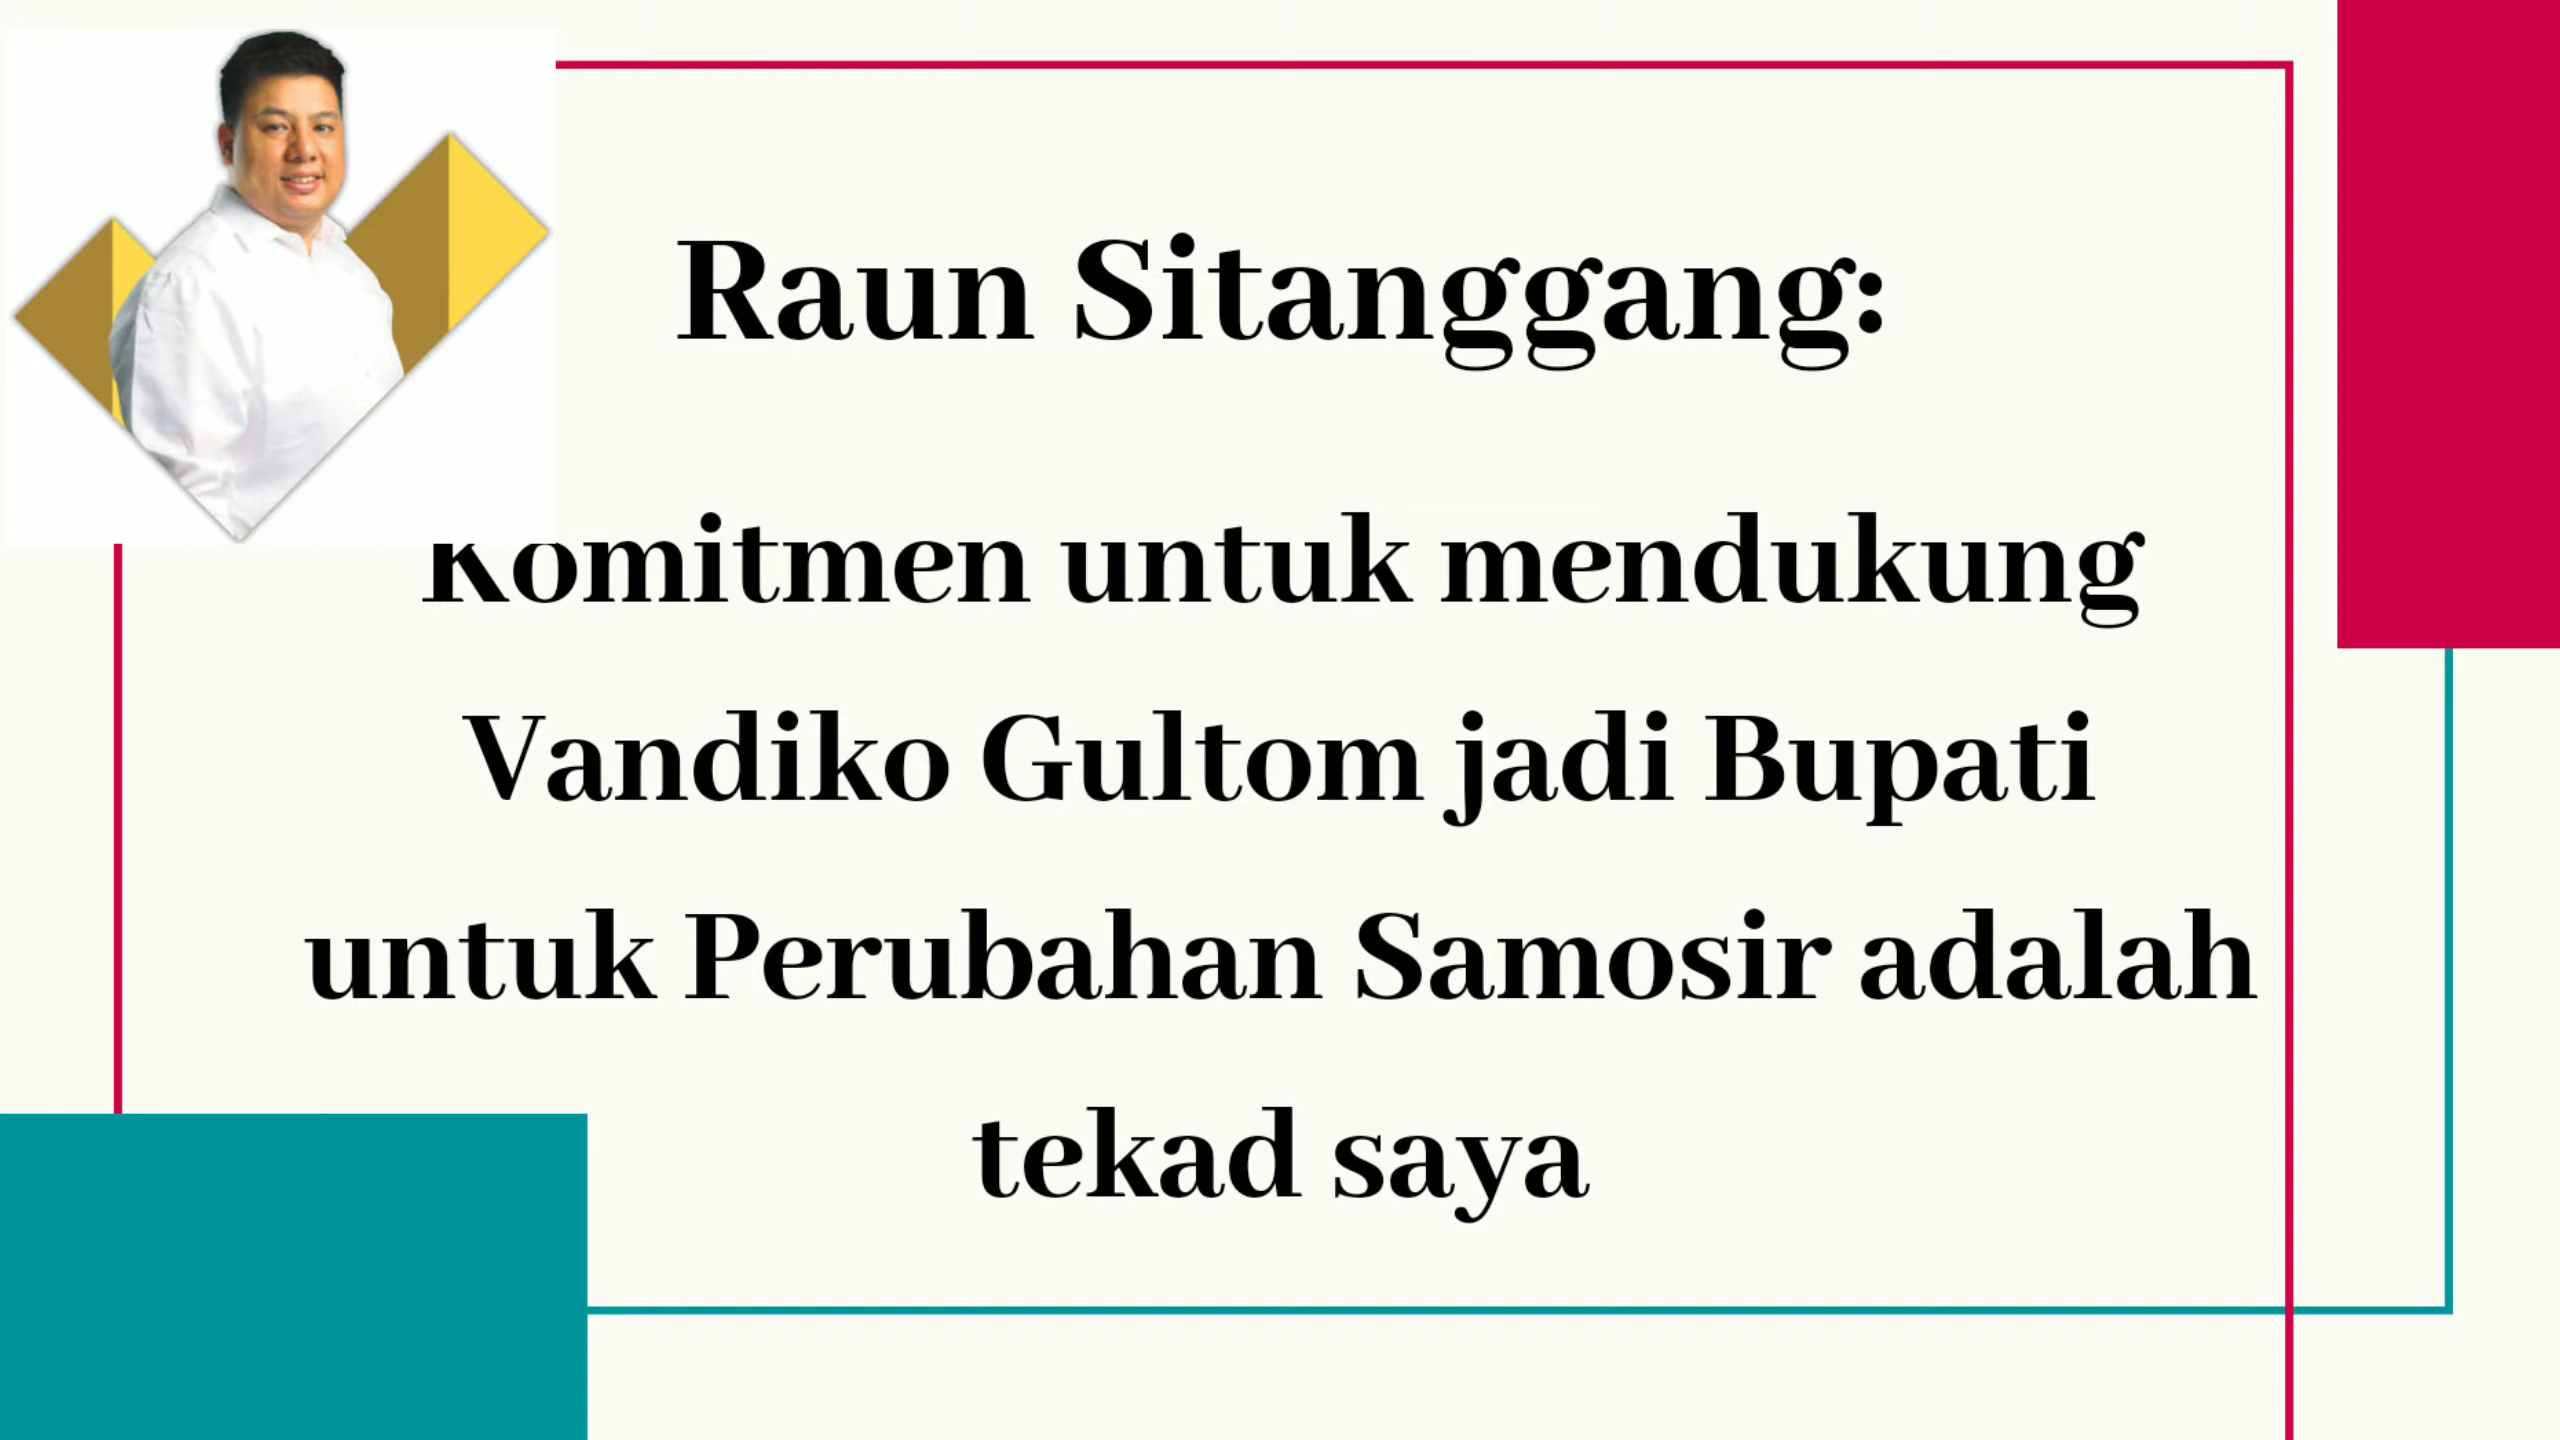 Raun Sitanggang:
Komitmen untuk mendukung
Vandiko Gultom jadi Bupati
untuk Perubahan Samosir adalah
tekad saya